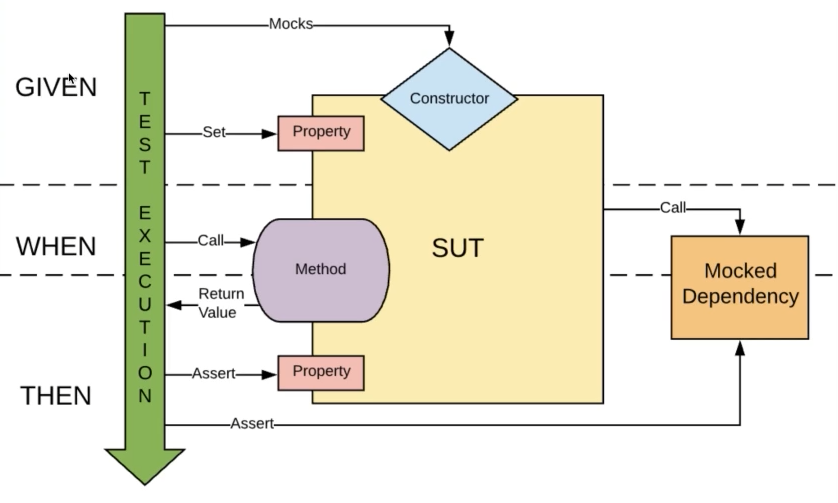 Mocks
GIVEN
Constructor
Set
Property
TEST EXECUTION
Call
WHEN
Call
SUT
Method
Mocked
Dependency
Return
Value
Assert
Property
THEN
Assert